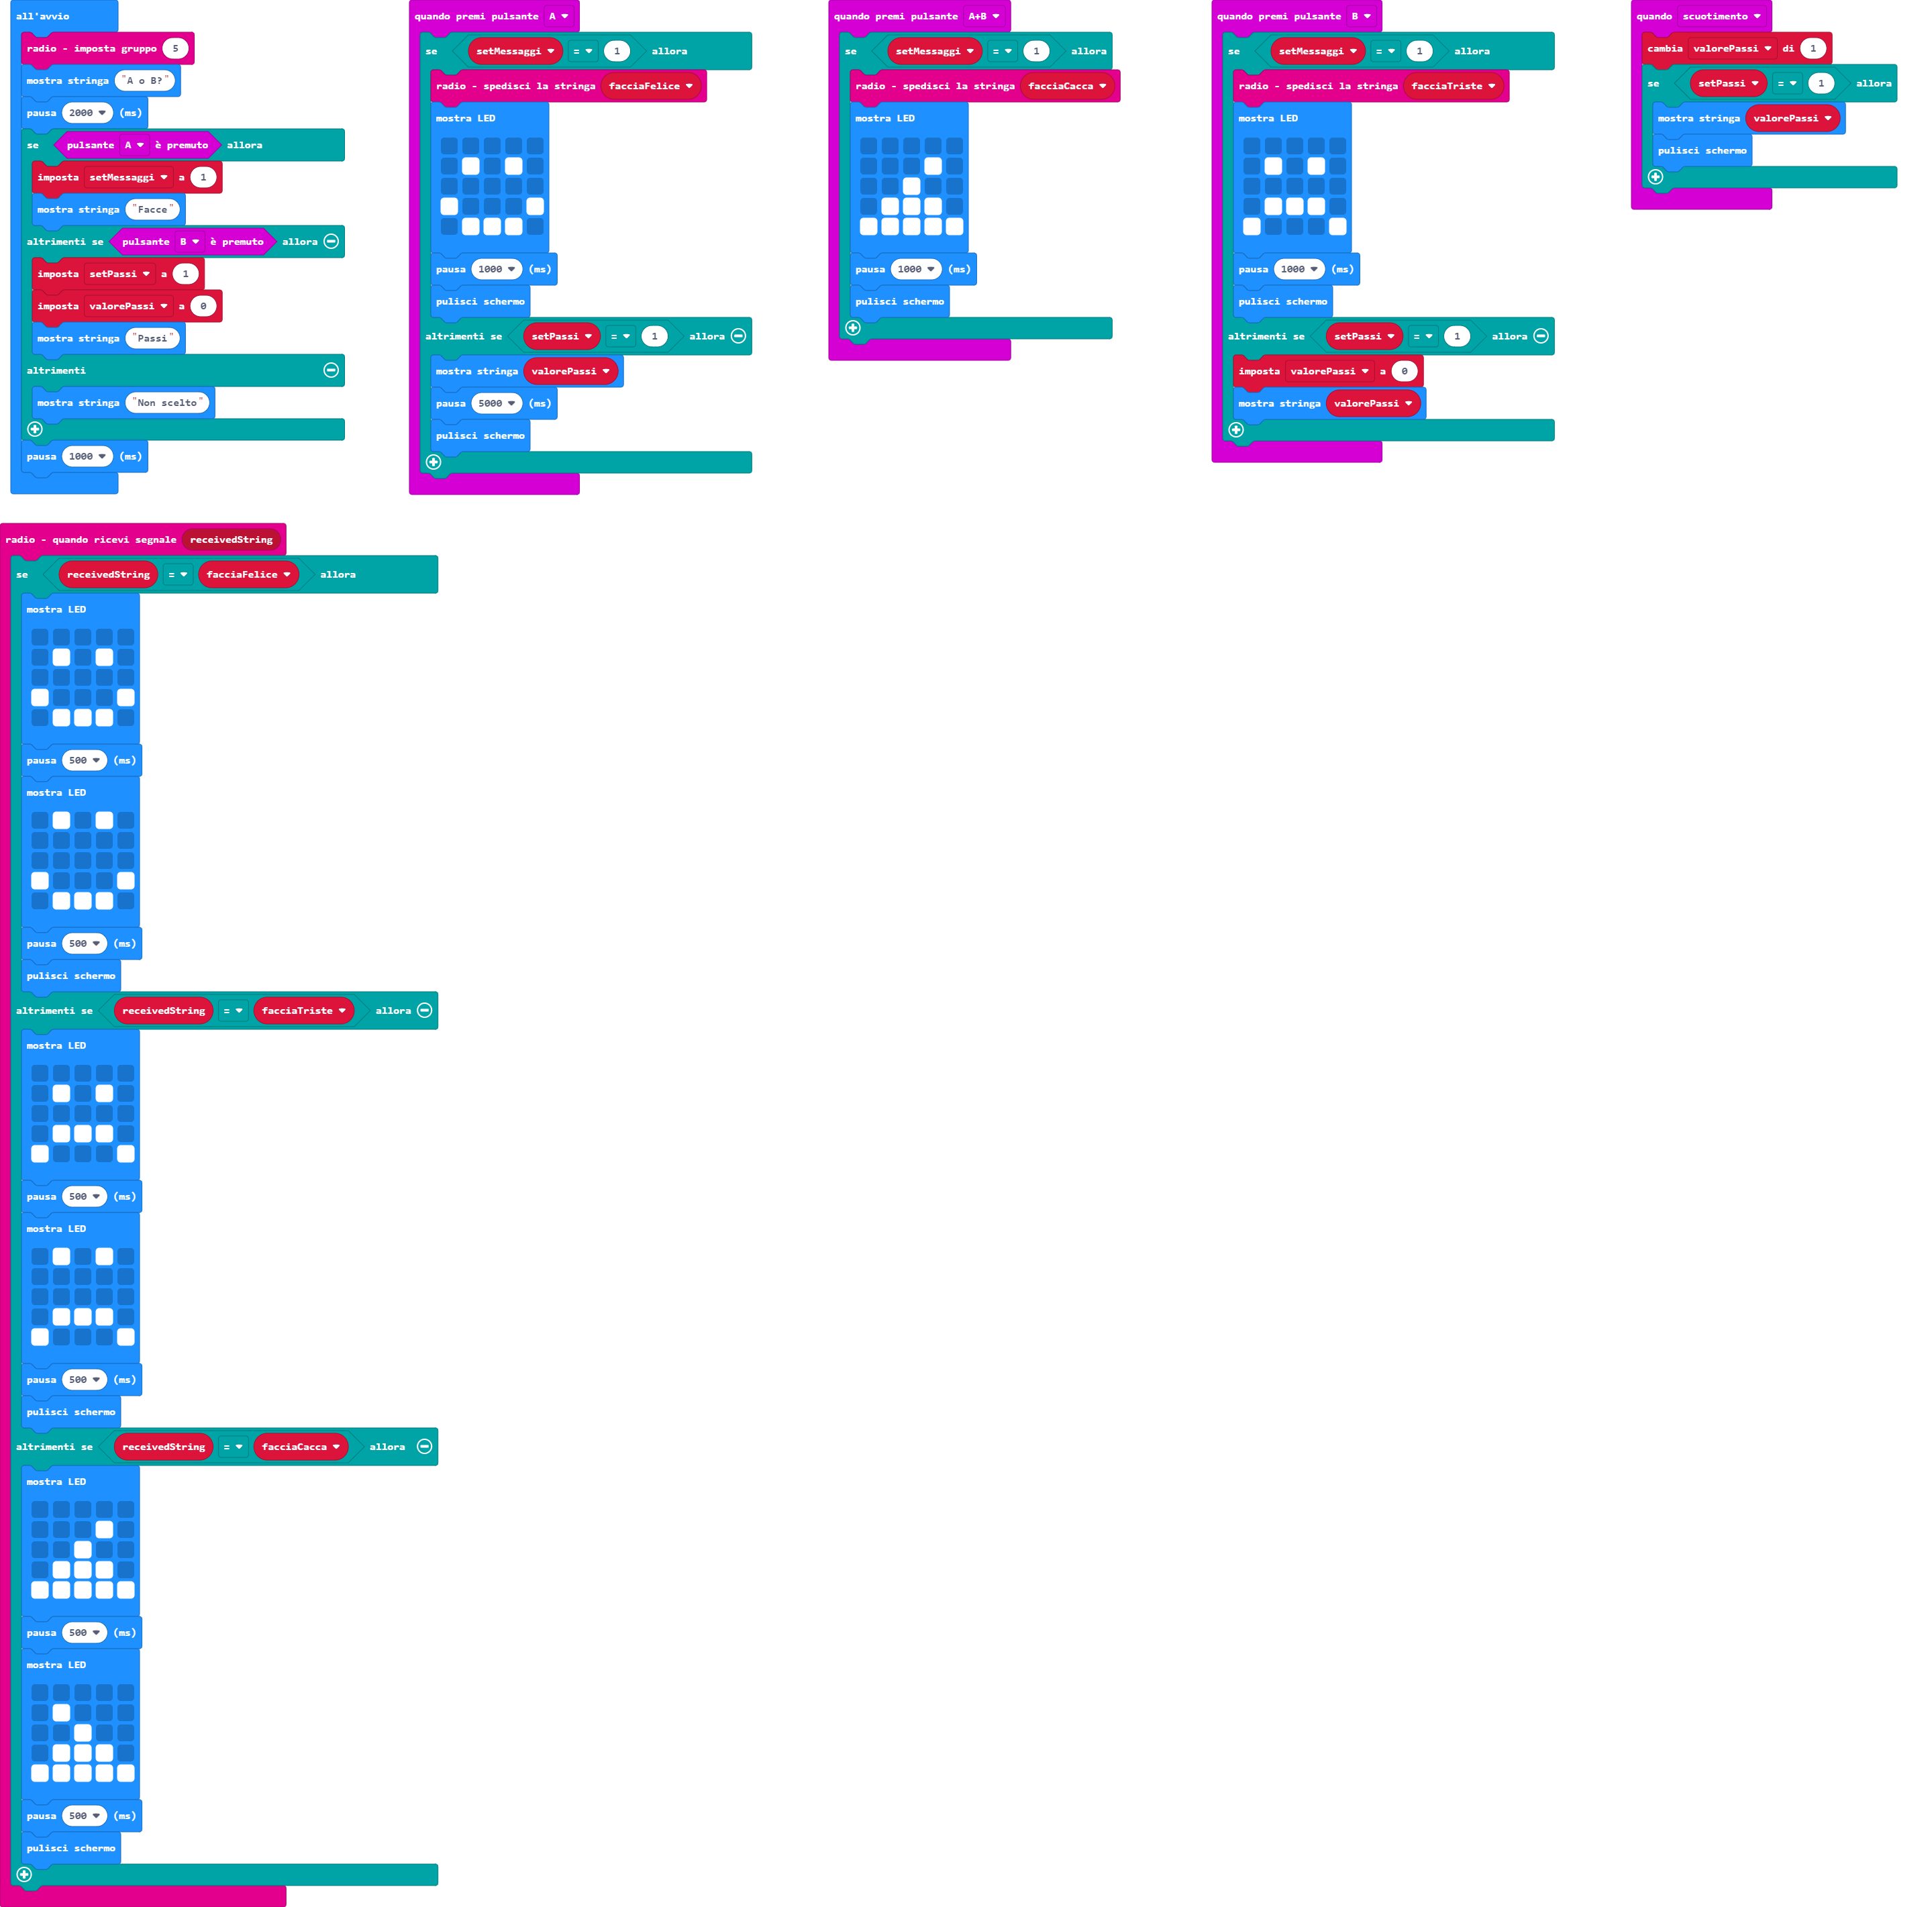 all'avvio
radio - imposta gruppo 5
mostra stringa "A o B?"
pausa 2000 (ms)
se pulsante A è premuto allora
imposta setMessaggi a 1
mostra stringa "Facce"
altrimenti se pulsante B è premuto allora
imposta setPassi a 1
imposta valorePassi a 0
mostra stringa "Passi"
altrimenti
mostra stringa "Non scelto"
pausa 1000 (ms)
quando premi pulsante A
se setMessaggi = 1 allora
radio - spedisci la stringa facciaFelice
mostra LED
pausa 1000 (ms)
pulisci schermo
altrimenti se setPassi = 1 allora
mostra stringa valorePassi
pausa 5000 (ms)
pulisci schermo
quando premi pulsante A+B
se setMessaggi = 1 allora
radio - spedisci la stringa facciaCacca
mostra LED
pausa 1000 (ms)
pulisci schermo
quando premi pulsante B
se setMessaggi = 1 allora
radio - spedisci la stringa facciaTriste
mostra LED
pausa 1000 (ms)
pulisci schermo
altrimenti se setPassi = 1 allora
imposta valorePassi a 0
mostra stringa valorePassi
quando scuotimento
cambia valorePassi di 1
se setPassi = 1 allora
mostra stringa valorePassi
pulisci schermo
radio - quando ricevi segnale receivedString
se receivedString = facciaFelice allora
mostra LED
pausa 500 (ms)
mostra LED
pausa 500 (ms)
pulisci schermo
altrimenti se receivedString = facciaTriste allora
mostra LED
pausa 500 (ms)
mostra LED
pausa 500 (ms)
pulisci schermo
altrimenti se receivedString = facciaCacca allora
mostra LED
pausa 500 (ms)
mostra LED
pausa 500 (ms)
pulisci schermo